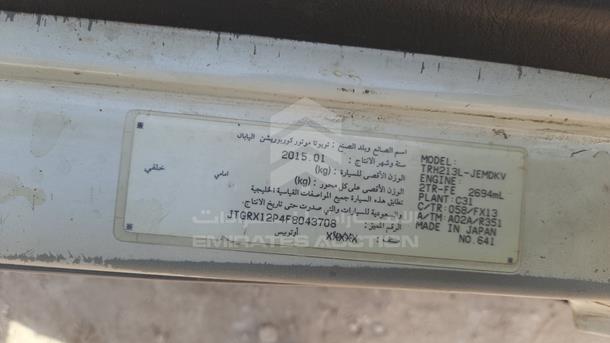 اسم الصانع وبلد الصنع : تويوتا موتور كوربوريشن اليابان
سنة وشهر الانتاج : 2015.01
الوزن الأقصى للسيارة : (kg)
الوزن الأقصى على كل محور : (kg)
امامي
خلفي
تطابق هذه السيارة جميع المواصفات القياسية الخليجية
والسعودية للسيارات والتي صدرت حتى تاريخ الانتاج.
الرقم المميز: JTGRX12P4F8043708
أوتوبيس
MODEL:
TRH213L-JEMDKV
ENGINE:
2TR-FE 2694mL
PLANT: C31
C/TR: 058/FX13
A/TM: A02A/R351
MADE IN JAPAN
NO. 641
EMIRATES AUCTION